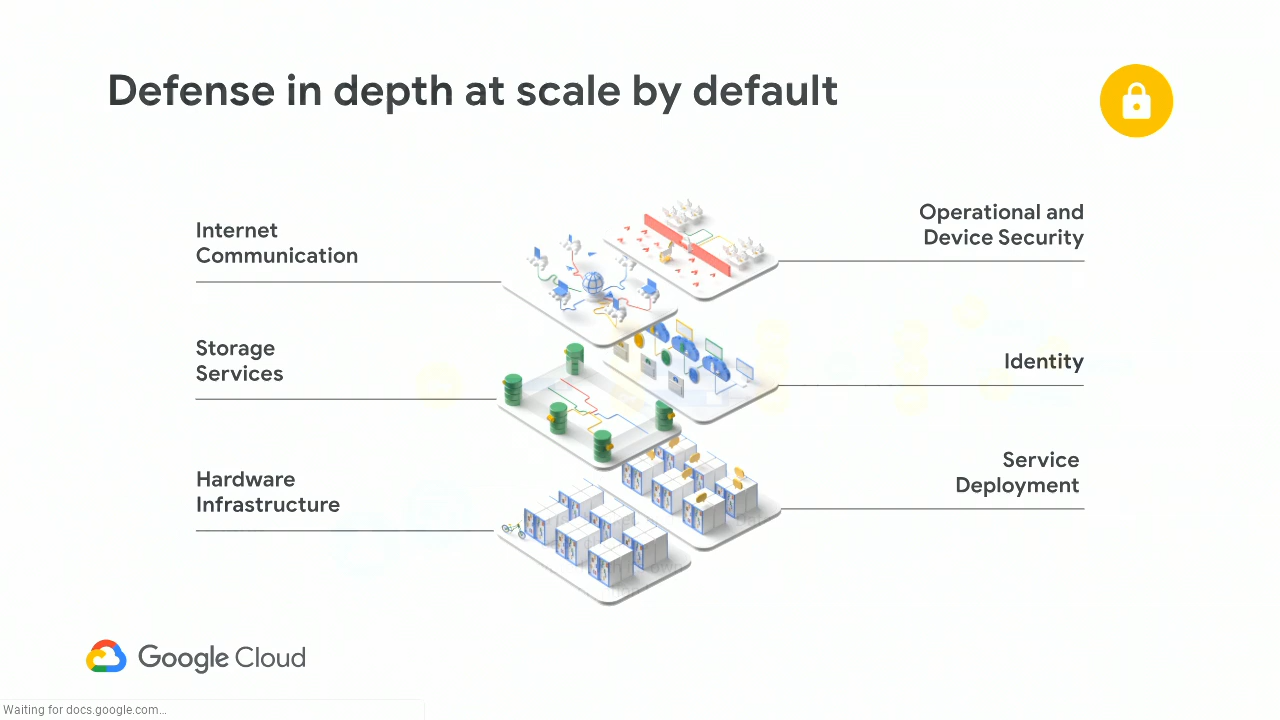 Defense in depth at scale by default
Internet
Communication
Operational and
Device Security
Storage
Services
Identity
Hardware
Infrastructure
Service
Deployment
Google Cloud
Waiting for docs.google.com...